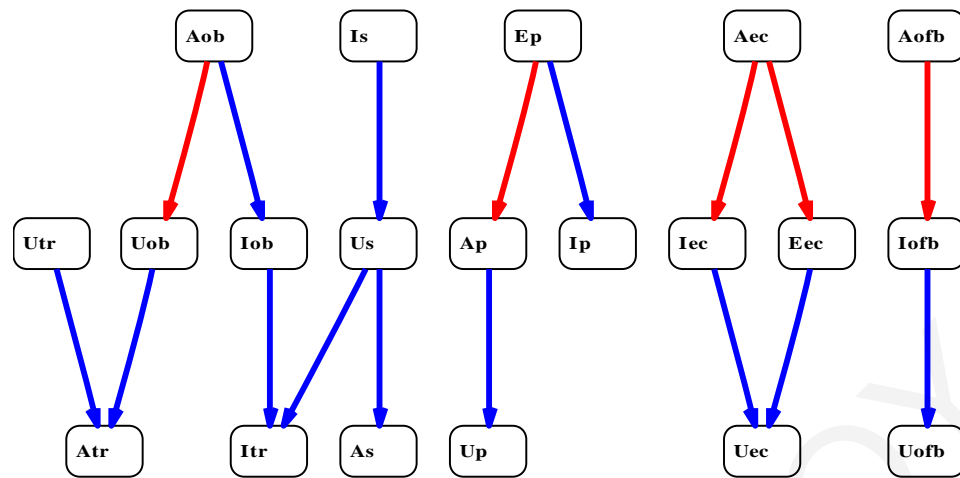 Aob Is Ep Aec Aofb
Utr Uob Iob Us Ap Ip Iec Eec Iofb
Atr Itr As Up Uec Uofb